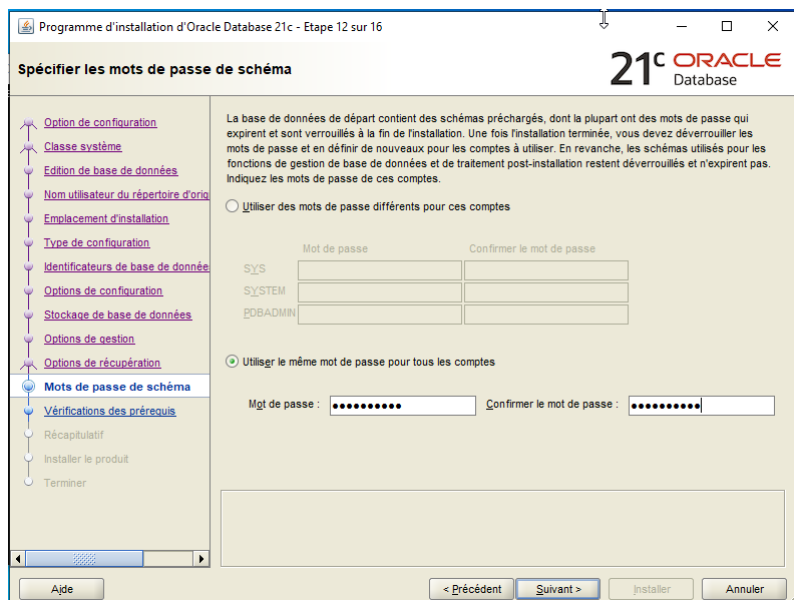 Programme d'installation d'Oracle Database 21c - Etape 12 sur 16
Spécifier les mots de passe de schéma
21c ORACLE
Database
Option de configuration
Classe système
Edition de base de données
Nom utilisateur du répertoire d'orig
Emplacement d'installation
Type de configuration
Identificateurs de base de donnée
Options de configuration
Stockage de base de données
Options de gestion
Options de récupération
Mots de passe de schéma
Vérifications des prérequis
Récapitulatif
Installer le produit
Terminer
La base de données de départ contient des schémas préchargés, dont la plupart ont des mots de passe qui
expirent et sont verrouillés à la fin de l'installation. Une fois l'installation terminée, vous devez déverrouiller les
mots de passe et en définir de nouveaux pour les comptes à utiliser. En revanche, les schémas utilisés pour les
fonctions de gestion de base de données et de traitement post-installation restent déverrouillés et n'expirent pas.
Indiquez les mots de passe de ces comptes.
Utiliser des mots de passe différents pour ces comptes
Mot de passe Confirmer le mot de passe
SYS
SYSTEM
PDBADMIN
Utiliser le même mot de passe pour tous les comptes
Mot de passe : •••••••••• Confirmer le mot de passe : ••••••••••
Aide < Précédent Suivant > Installer Annuler